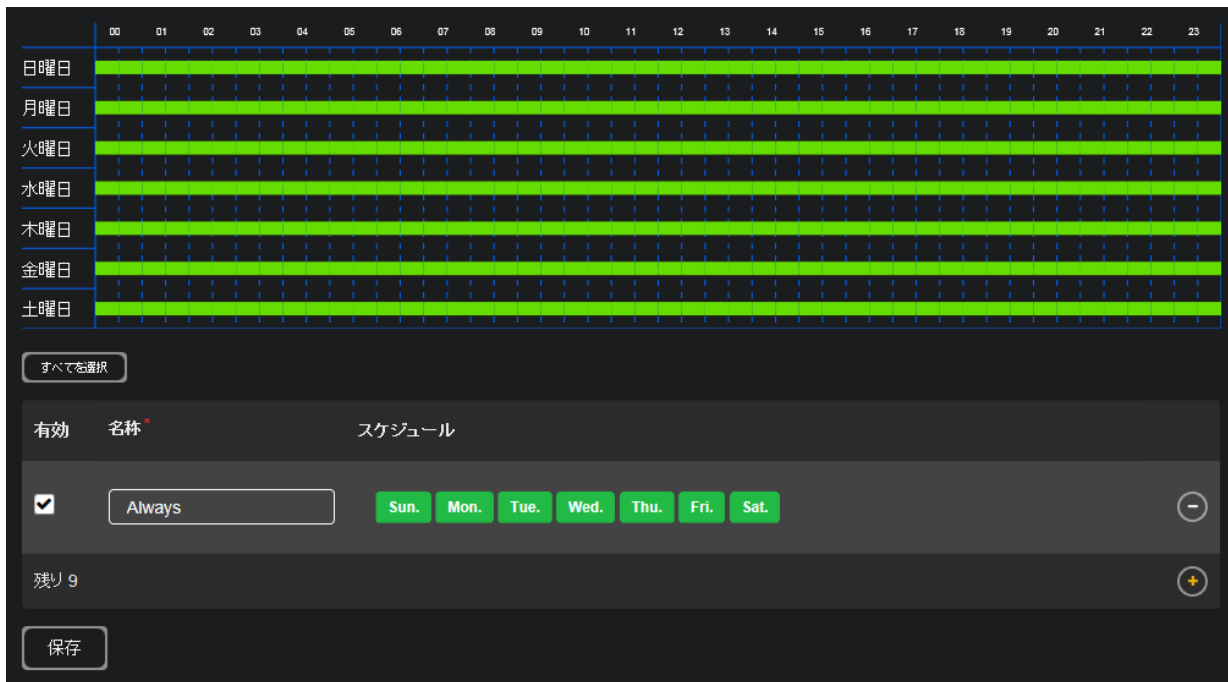 00 01 02 03 04 05 06 07 08 09 10 11 12 13 14 15 16 17 18 19 20 21 22 23
日曜日
月曜日
火曜日
水曜日
木曜日
金曜日
土曜日
すべてを選択
有効 名称* スケジュール
Always Sun. Mon. Tue. Wed. Thu. Fri. Sat.
残り 9
保存